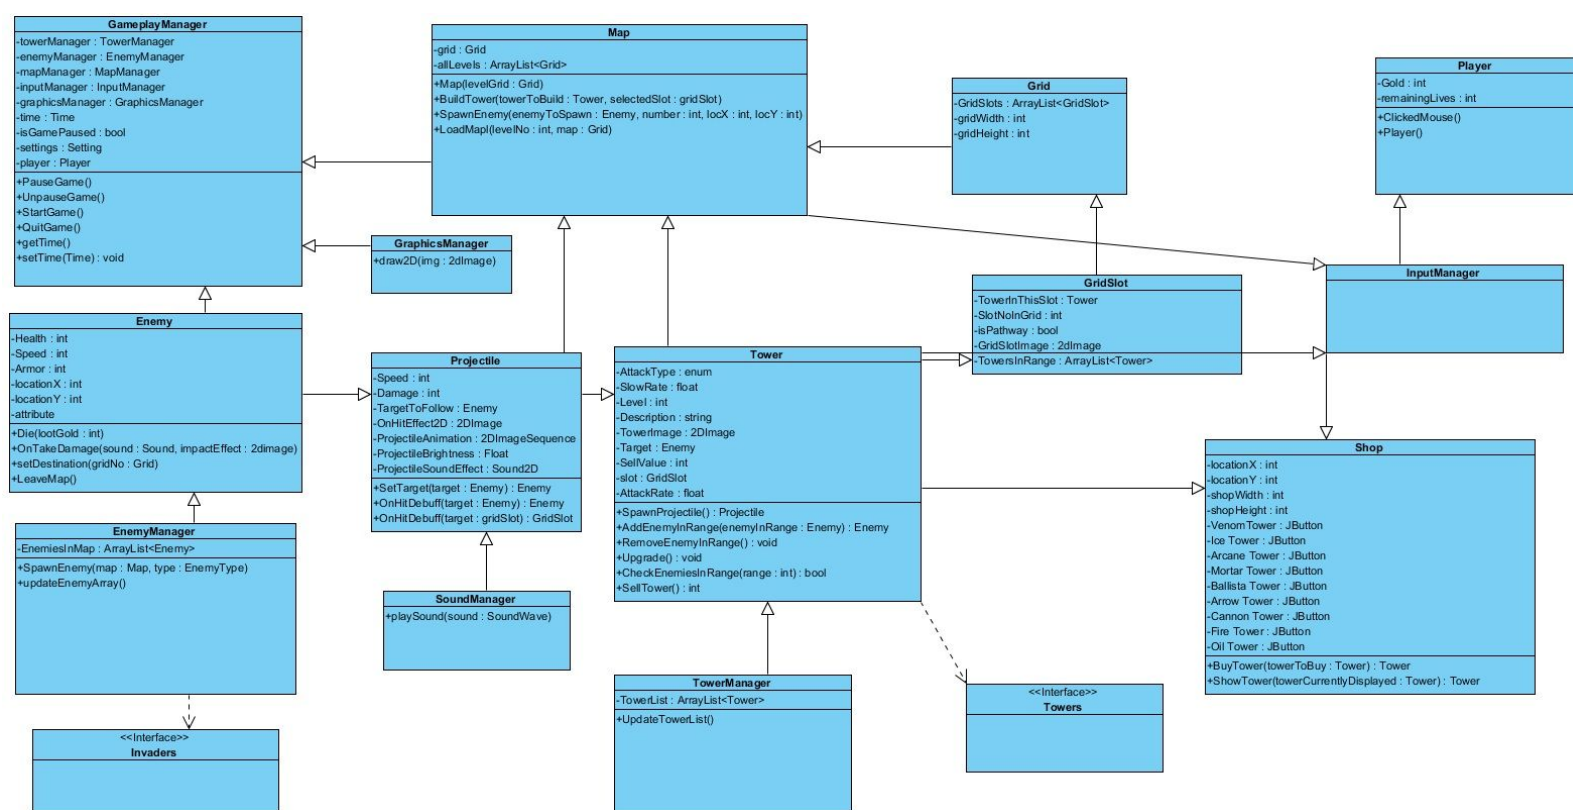 GameplayManager
-towerManager : TowerManager
-enemyManager : EnemyManager
-mapManager : MapManager
-inputManager : InputManager
-graphicsManager : GraphicsManager
-time : Time
-isGamePaused : bool
-settings : Setting
-player : Player
+PauseGame()
+UnpauseGame()
+StartGame()
+QuitGame()
+getTime()
+setTime(Time) : void
Map
-grid : Grid
-allLevels : ArrayList<Grid>
+Map(levelGrid : Grid)
+BuildTower(towerToBuild : Tower, selectedSlot : gridSlot)
+SpawnEnemy(enemyToSpawn : Enemy, number : int, locX : int, locY : int)
+LoadMapl(levelNo : int, map : Grid)
Grid
-GridSlots : ArrayList<GridSlot>
-gridWidth : int
-gridHeight : int
Player
-Gold : int
-remainingLives : int
+ClickedMouse()
+Player()
GraphicsManager
+draw2D(img : 2dImage)
GridSlot
-TowerInThisSlot : Tower
-SlotNoInGrid : int
-isPathway : bool
-GridSlotImage : 2dImage
-TowersInRange : ArrayList<Tower>
InputManager
Enemy
-Health : int
-Speed : int
-Armor : int
-locationX : int
-locationY : int
-attribute
+Die(lootGold : int)
+OnTakeDamage(sound : Sound, impactEffect : 2dimage)
+setDestination(gridNo : Grid)
+LeaveMap()
Projectile
-Speed : int
-Damage : int
-TargetToFollow : Enemy
-OnHitEffect2D : 2DImage
-ProjectileAnimation : 2DImageSequence
-ProjectileBrightness : Float
-ProjectileSoundEffect : Sound2D
+SetTarget(target : Enemy) : Enemy
+OnHitDebuff(target : Enemy) : Enemy
+OnHitDebuff(target : gridSlot) : GridSlot
Tower
-AttackType : enum
-SlowRate : float
-Level : int
-Description : string
-TowerImage : 2DImage
-Target : Enemy
-SellValue : int
-slot : GridSlot
-AttackRate : float
+SpawnProjectile() : Projectile
+AddEnemyInRange(enemyInRange : Enemy) : Enemy
+RemoveEnemyInRange() : void
+Upgrade() : void
+CheckEnemiesInRange(range : int) : bool
+SellTower() : int
Shop
-locationX : int
-locationY : int
-shopWidth : int
-shopHeight : int
-VenomTower : JButton
-Ice Tower : JButton
-Arcane Tower : JButton
-Mortar Tower : JButton
-Ballista Tower : JButton
-Arrow Tower : JButton
-Cannon Tower : JButton
-Fire Tower : JButton
-Oil Tower : JButton
+BuyTower(towerToBuy : Tower) : Tower
+ShowTower(towerCurrentlyDisplayed : Tower) : Tower
EnemyManager
-EnemiesInMap : ArrayList<Enemy>
+SpawnEnemy(map : Map, type : EnemyType)
+updateEnemyArray()
SoundManager
+playSound(sound : SoundWave)
TowerManager
-TowerList : ArrayList<Tower>
+UpdateTowerList()
<<Interface>>
Towers
<<Interface>>
Invaders